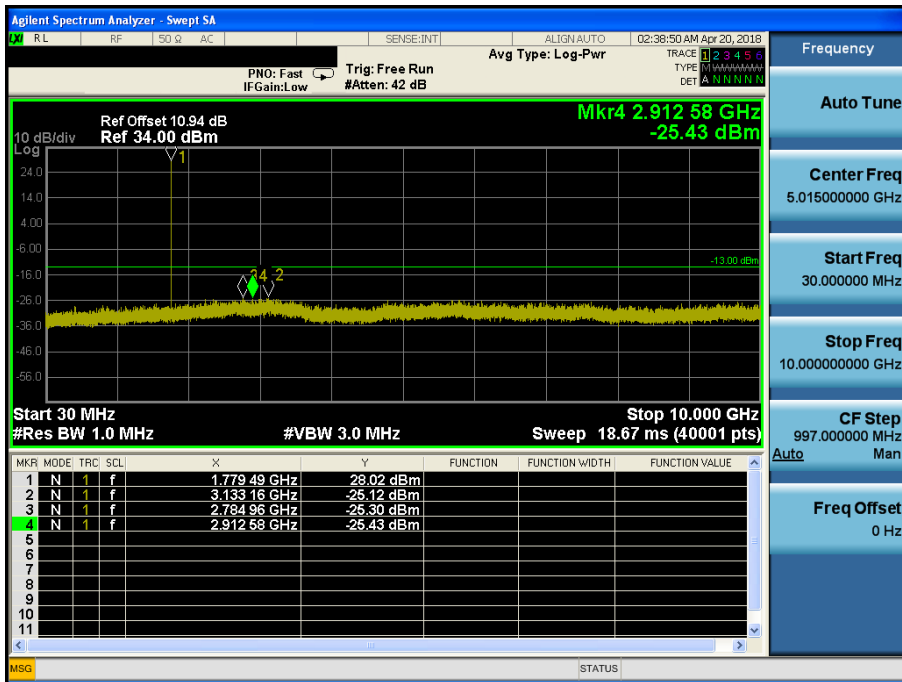 Agilent Spectrum Analyzer - Swept SA
LXI RL RF 50 Ω AC SENSE:INT ALIGN AUTO 02:38:50 AM Apr 20, 2018
Avg Type: Log-Pwr
TRACE 1 2 3 4 5 6
TYPE M WWWWW
DET A N N N N N
PNO: Fast
IFGain:Low
Trig: Free Run
#Atten: 42 dB
Frequency
Mkr4 2.912 58 GHz
-25.43 dBm
Ref Offset 10.94 dB
10 dB/div Ref 34.00 dBm
Log
1
24.0
14.0
4.00
-6.00
-13.00 dBm
-16.0
3 4 2
-26.0
-36.0
-46.0
-56.0
Start 30 MHz Stop 10.000 GHz
#Res BW 1.0 MHz #VBW 3.0 MHz Sweep 18.67 ms (40001 pts)
MKR MODE TRC SCL X Y FUNCTION FUNCTION WIDTH FUNCTION VALUE
1 N 1 f 1.779 49 GHz 28.02 dBm
2 N 1 f 3.133 16 GHz -25.12 dBm
3 N 1 f 2.784 96 GHz -25.30 dBm
4 N 1 f 2.912 58 GHz -25.43 dBm
5
6
7
8
9
10
11
MSG STATUS
Auto Tune
Center Freq
5.015000000 GHz
Start Freq
30.000000 MHz
Stop Freq
10.000000000 GHz
CF Step
997.000000 MHz
Auto Man
Freq Offset
0 Hz